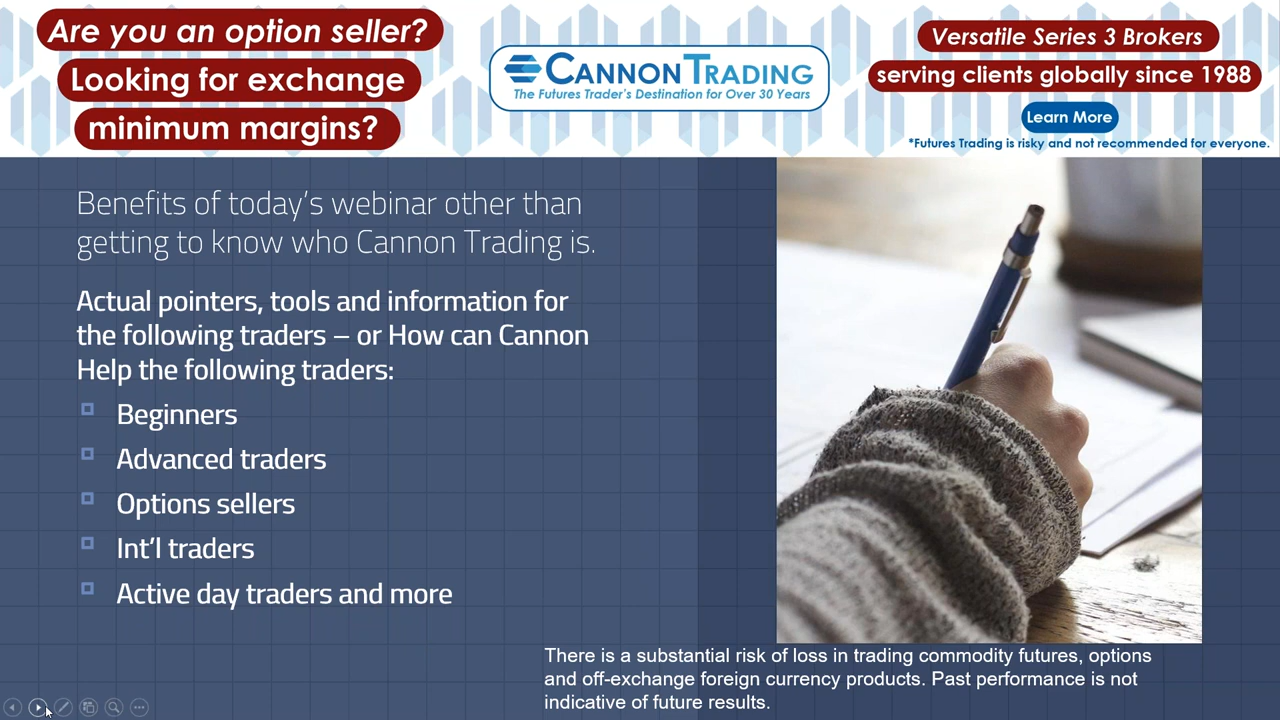 Are you an option seller?
Looking for exchange
minimum margins?
CANNON TRADING
The Futures Trader's Destination for Over 30 Years
Versatile Series 3 Brokers
serving clients globally since 1988
Learn More
*Futures Trading is risky and not recommended for everyone.
Benefits of today's webinar other than
getting to know who Cannon Trading is.
Actual pointers, tools and information for
the following traders – or How can Cannon
Help the following traders:
Beginners
Advanced traders
Options sellers
Int'l traders
Active day traders and more
There is a substantial risk of loss in trading commodity futures, options
and off-exchange foreign currency products. Past performance is not
indicative of future results.